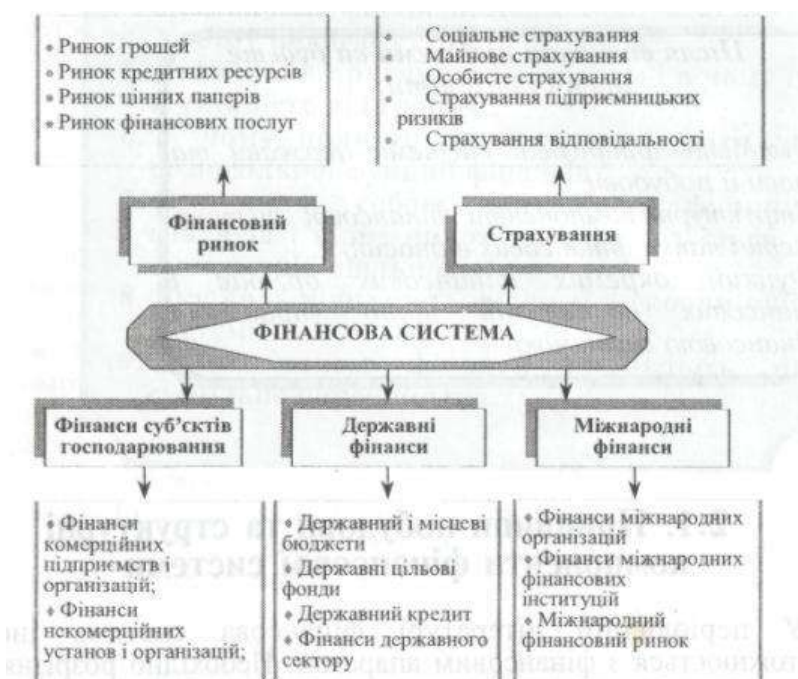 • Ринок грошей
• Ринок кредитних ресурсів
• Ринок цінних паперів
• Ринок фінансових послуг
• Соціальне страхування
• Майнове страхування
• Особисте страхування
• Страхування підприємницьких
ризиків
• Страхування відповідальності
Фінансовий
ринок
Страхування
ФІНАНСОВА СИСТЕМА
Фінанси суб’єктів
господарювання
Державні
фінанси
Міжнародні
фінанси
• Фінанси
комерційних
підприємств і
організацій;
• Фінанси
некомерційних
установ і організацій;
• Державний і місцеві
бюджети
• Державні цільові
фонди
• Державний кредит
• Фінанси державного
сектору
• Фінанси міжнародних
організацій
• Фінанси міжнародних
фінансових
інституцій
• Міжнародний
фінансовий ринок